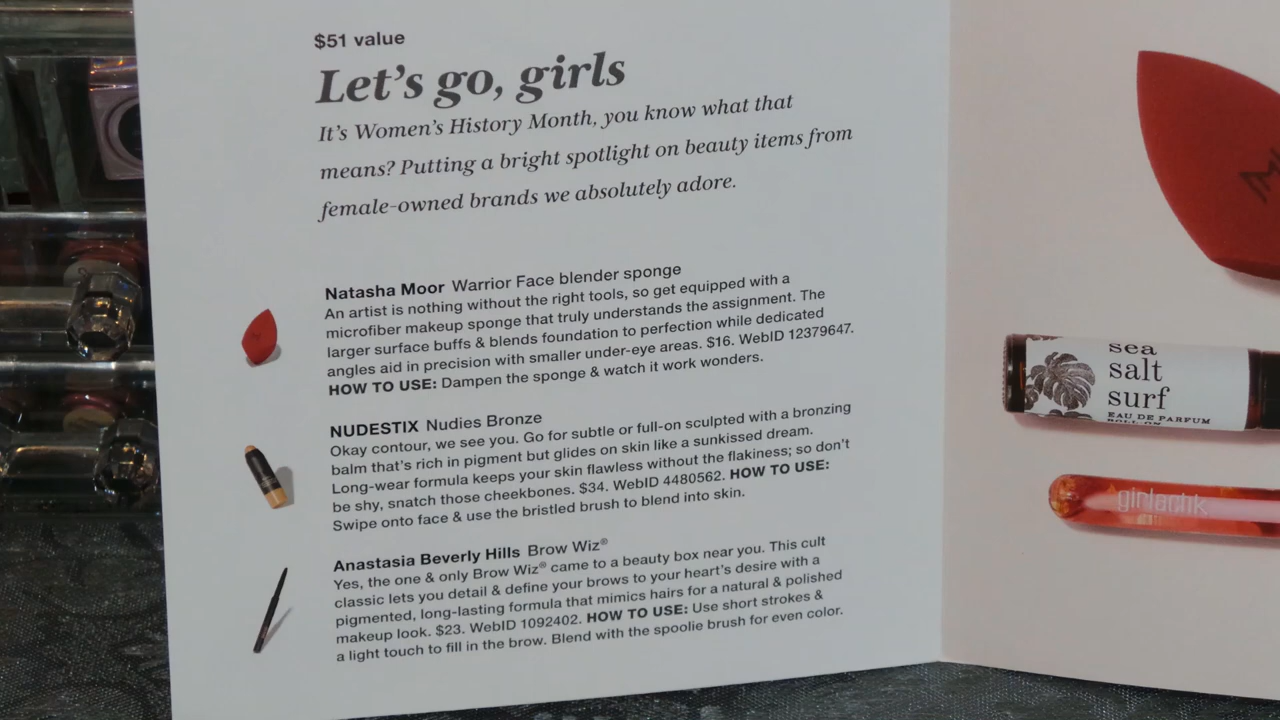 $51 value
Let's go, girls
It's Women's History Month, you know what that
means? Putting a bright spotlight on beauty items from
female-owned brands we absolutely adore.
Natasha Moor Warrior Face blender sponge
An artist is nothing without the right tools, so get equipped with a
microfiber makeup sponge that truly understands the assignment. The
larger surface buffs & blends foundation to perfection while dedicated
angles aid in precision with smaller under-eye areas. $16. WebID 12379647.
HOW TO USE: Dampen the sponge & watch it work wonders.
NUDESTIX Nudies Bronze
Okay contour, we see you. Go for subtle or full-on sculpted with a bronzing
balm that's rich in pigment but glides on skin like a sunkissed dream.
Long-wear formula keeps your skin flawless without the flakiness; so don't
be shy, snatch those cheekbones. $34. WebID 4480562. HOW TO USE:
Swipe onto face & use the bristled brush to blend into skin.
Anastasia Beverly Hills Brow Wiz®
Yes, the one & only Brow Wiz® came to a beauty box near you. This cult
classic lets you detail & define your brows to your heart's desire with a
pigmented, long-lasting formula that mimics hairs for a natural & polished
makeup look. $23. WebID 1092402. HOW TO USE: Use short strokes &
a light touch to fill in the brow. Blend with the spoolie brush for even color.
sea
salt
surf
EAU DE PARFUM
ROLL-ON
girlactik